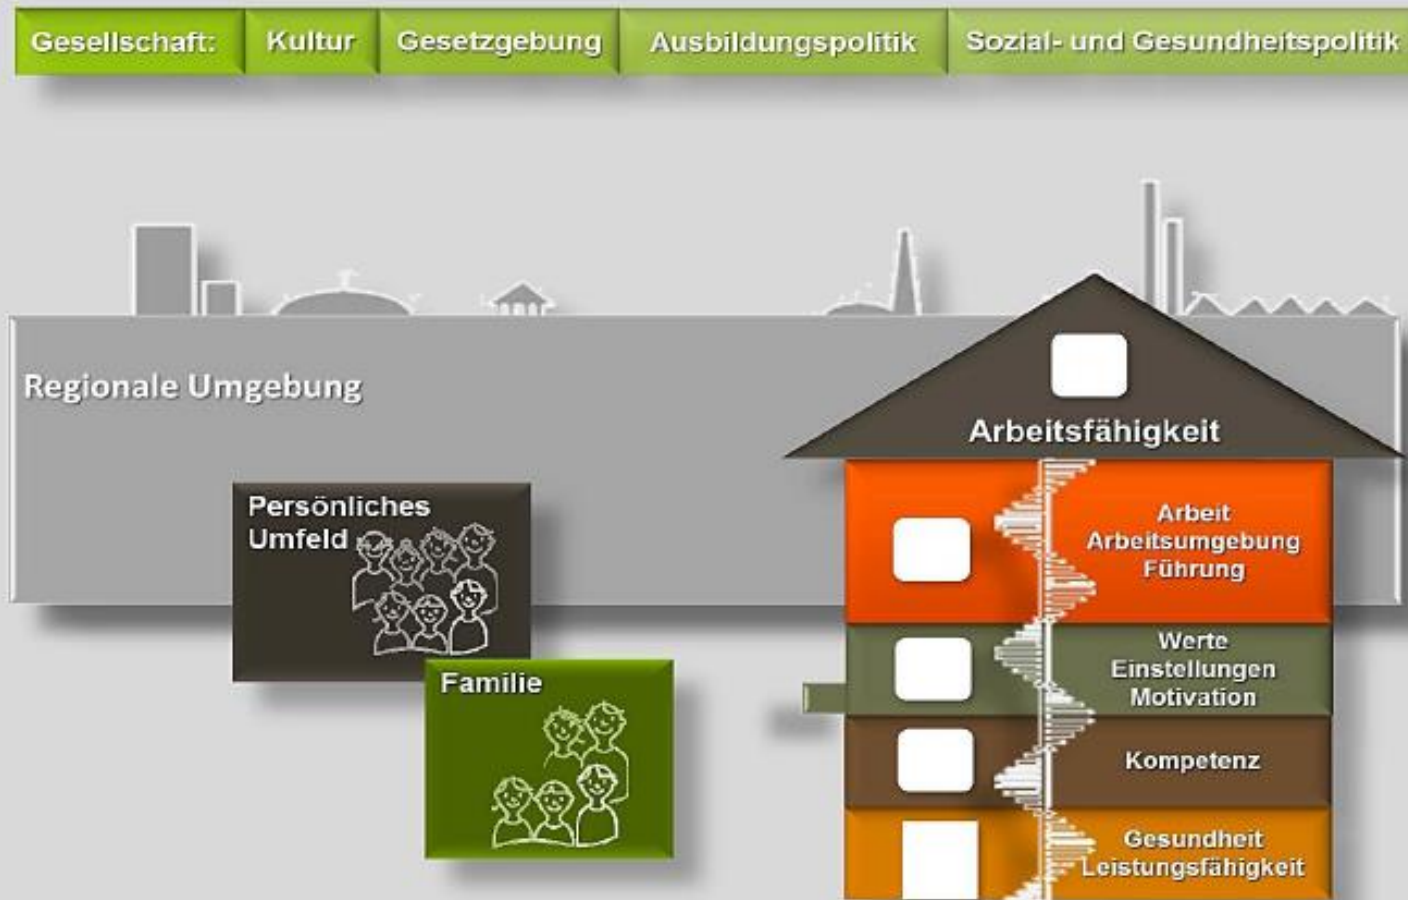 Gesellschaft: Kultur Gesetzgebung Ausbildungspolitik Sozial- und Gesundheitspolitik
Regionale Umgebung
Persönliches
Umfeld
Familie
Arbeitsfähigkeit
Arbeit
Arbeitsumgebung
Führung
Werte
Einstellungen
Motivation
Kompetenz
Gesundheit
Leistungsfähigkeit